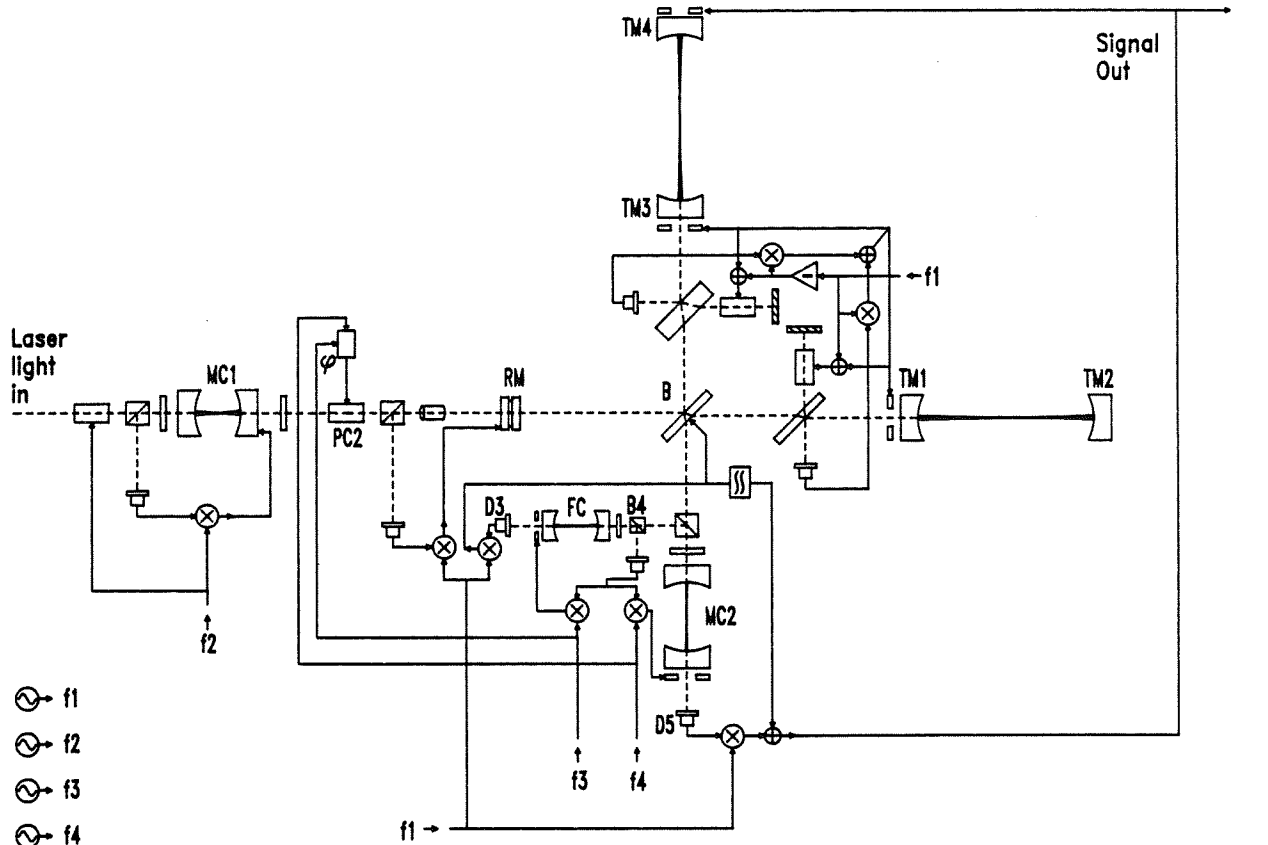 TM4
Signal
Out
TM3
f1
Laser
light
in
MC1
φ
PC2
RM
B
TM1
TM2
D3
FC
B4
MC2
f2
D5
f1
f2
f3
f4
f3
f4
f1